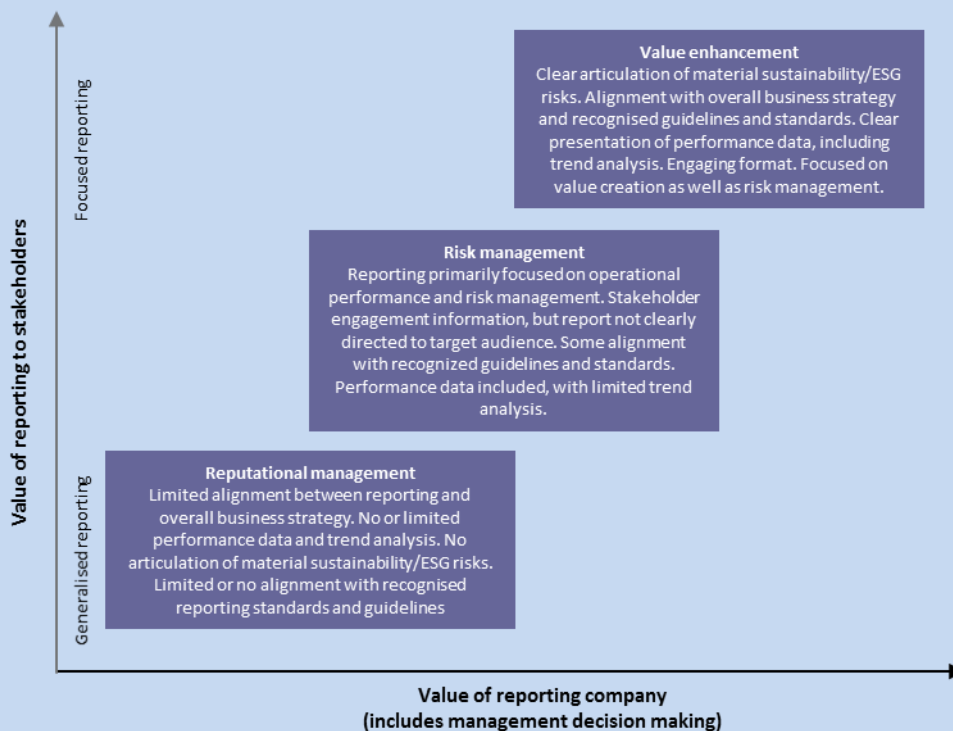 Value of reporting to stakeholders
Focused reporting
Generalised reporting
Value enhancement
Clear articulation of material sustainability/ESG
risks. Alignment with overall business strategy
and recognised guidelines and standards. Clear
presentation of performance data, including
trend analysis. Engaging format. Focused on
value creation as well as risk management.
Risk management
Reporting primarily focused on operational
performance and risk management. Stakeholder
engagement information, but report not clearly
directed to target audience. Some alignment
with recognized guidelines and standards.
Performance data included, with limited trend
analysis.
Reputational management
Limited alignment between reporting and
overall business strategy. No or limited
performance data and trend analysis. No
articulation of material sustainability/ESG risks.
Limited or no alignment with recognised
reporting standards and guidelines
Value of reporting company
(includes management decision making)